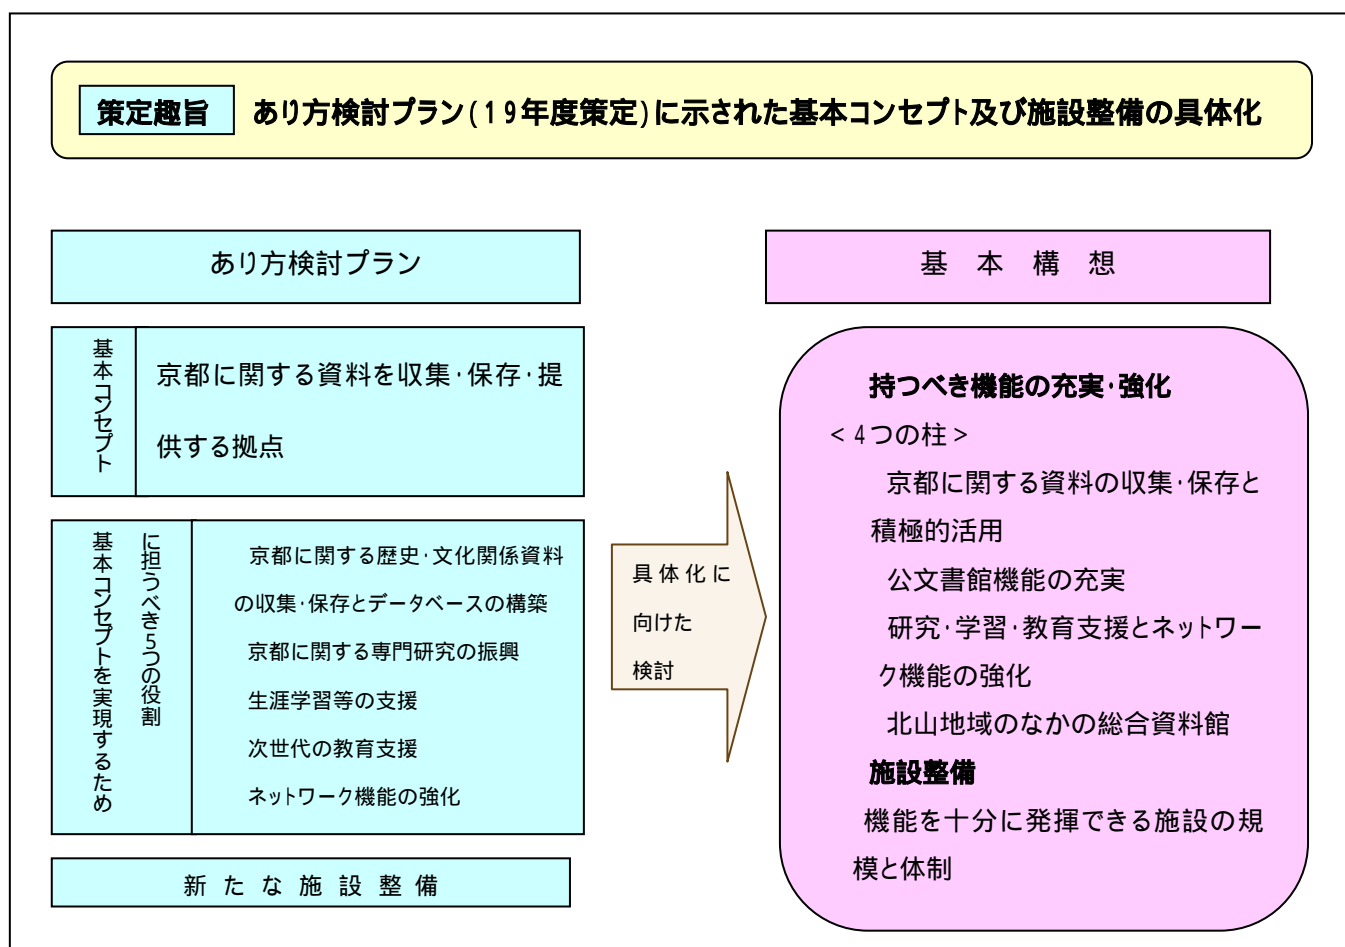 策定趣旨 あり方検討プラン(19年度策定)に示された基本コンセプト及び施設整備の具体化
あり方検討プラン
基本コンセプト
京都に関する資料を収集・保存・提
供する拠点
基本コンセプトを実現するため
に担うべき5つの役割
京都に関する歴史・文化関係資料
の収集・保存とデータベースの構築
京都に関する専門研究の振興
生涯学習等の支援
次世代の教育支援
ネットワーク機能の強化
新たな施設整備
具体化に
向けた
検討
基本構想
持つべき機能の充実・強化
<4つの柱>
京都に関する資料の収集・保存と
積極的活用
公文書館機能の充実
研究・学習・教育支援とネットワー
ク機能の強化
北山地域のなかの総合資料館
施設整備
機能を十分に発揮できる施設の規
模と体制